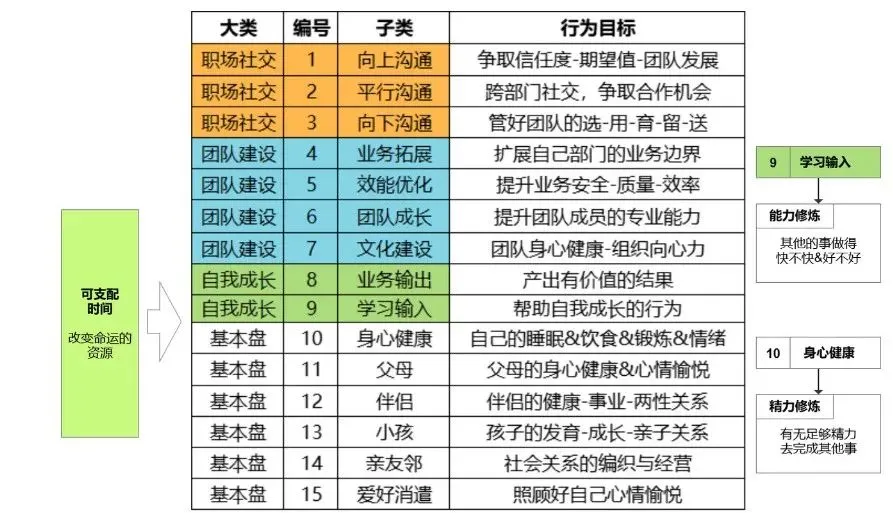 大类 编号 子类 行为目标
职场社交 1 向上沟通 争取信任度-期望值-团队发展
职场社交 2 平行沟通 跨部门社交，争取合作机会
职场社交 3 向下沟通 管好团队的选-用-育-留-送
团队建设 4 业务拓展 扩展自己部门的业务边界
团队建设 5 效能优化 提升业务安全-质量-效率
团队建设 6 团队成长 提升团队成员的专业能力
团队建设 7 文化建设 团队身心健康-组织向心力
自我成长 8 业务输出 产出有价值的结果
自我成长 9 学习输入 帮助自我成长的行为
基本盘 10 身心健康 自己的睡眠&饮食&锻炼&情绪
基本盘 11 父母 父母的身心健康&心情愉悦
基本盘 12 伴侣 伴侣的健康-事业-两性关系
基本盘 13 小孩 孩子的发育-成长-亲子关系
基本盘 14 亲友邻 社会关系的编织与经营
基本盘 15 爱好消遣 照顾好自己心情愉悦
可支配
时间
改变命运的
资源
9 学习输入
能力修炼
其他的事做得
快不快&好不好
10 身心健康
精力修炼
有无足够精力
去完成其他事